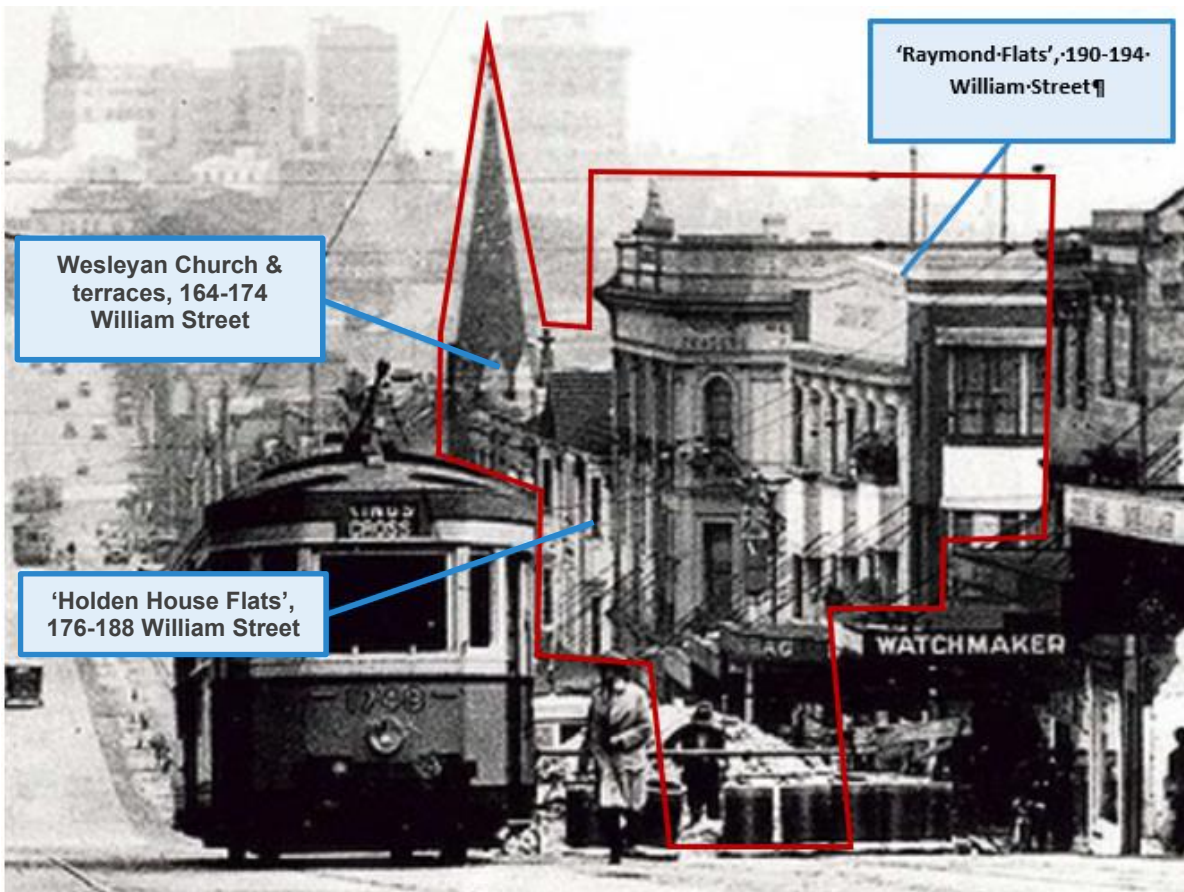 'Raymond·Flats',·190-194·
William·Street¶
Wesleyan Church &
terraces, 164-174
William Street
KINGS
CROSS
'Holden House Flats',
176-188 William Street
WATCHMAKER